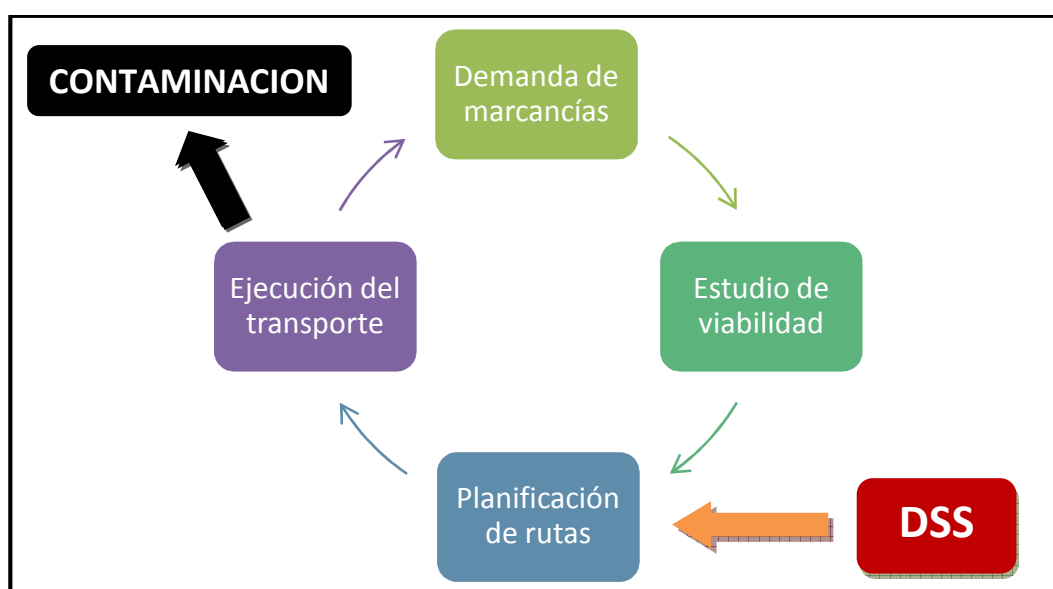 CONTAMINACION
Demanda de
marcancías
Ejecución del
transporte
Estudio de
viabilidad
Planificación
de rutas
DSS